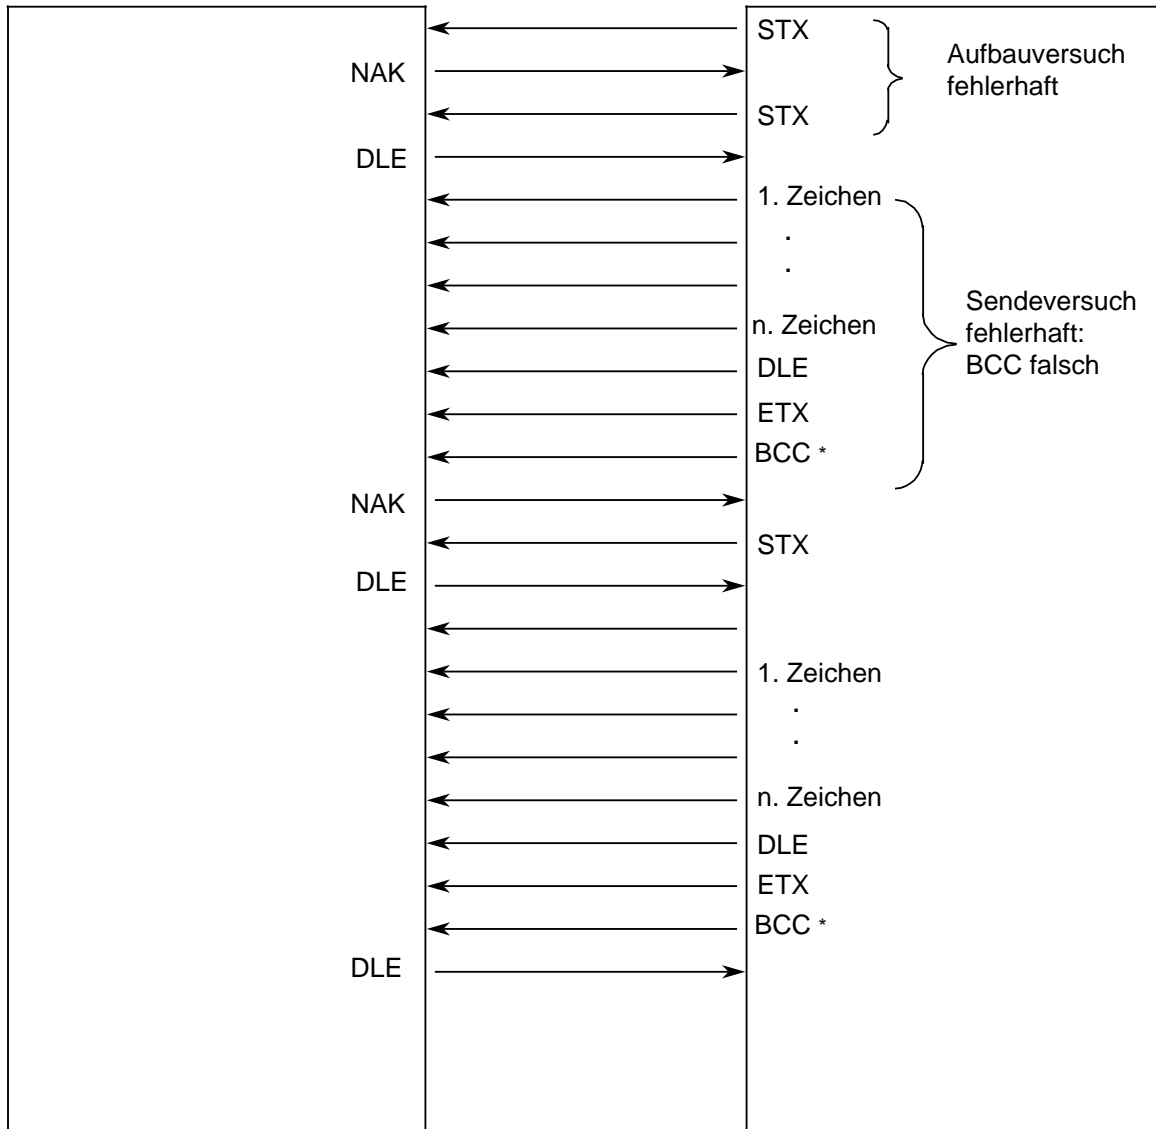 STX
Aufbauversuch
fehlerhaft
NAK
STX
DLE
1. Zeichen
.
.
n. Zeichen
Sendeversuch
fehlerhaft:
BCC falsch
DLE
ETX
BCC *
NAK
STX
DLE
1. Zeichen
.
.
n. Zeichen
DLE
ETX
BCC *
DLE